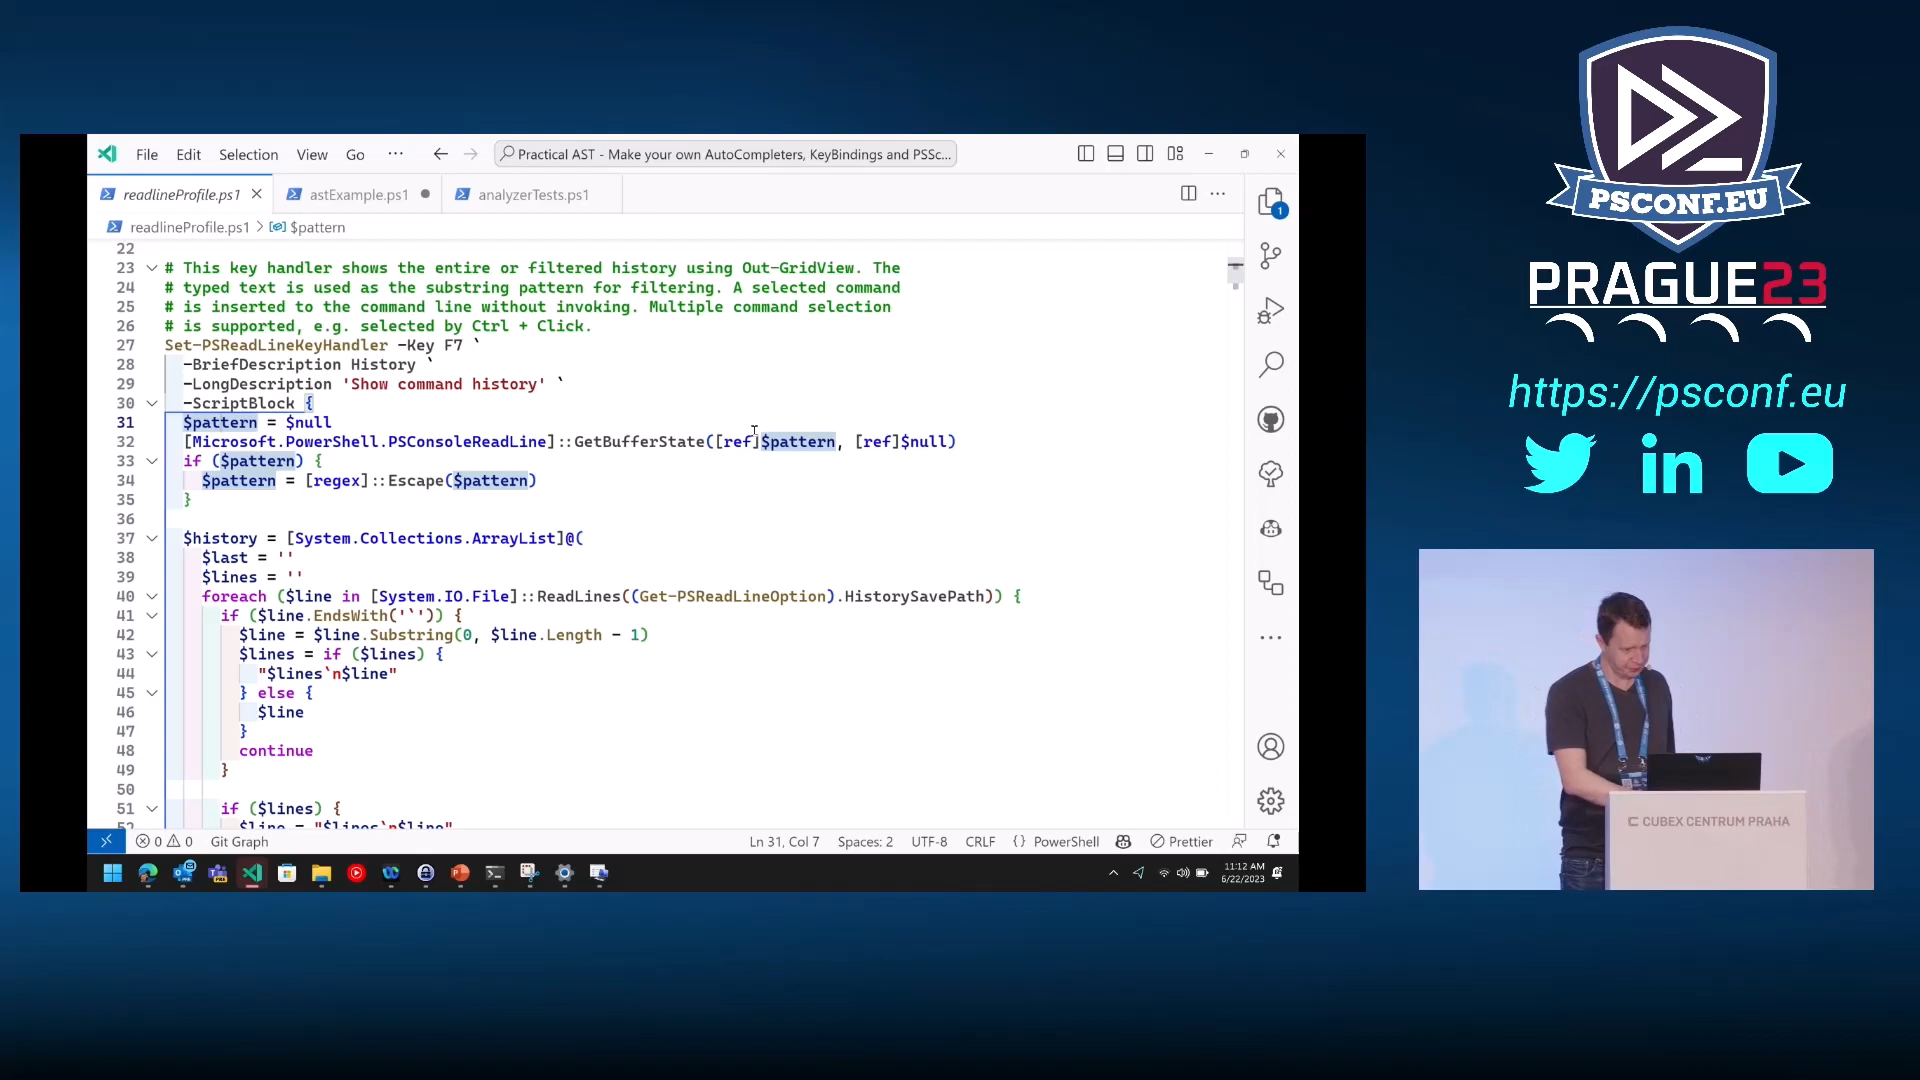 File Edit Selection View Go ··· Practical AST - Make your own AutoCompleters, KeyBindings and PSSc...
readlineProfile.ps1 astExample.ps1 analyzerTests.ps1
readlineProfile.ps1 > $pattern
22
23 # This key handler shows the entire or filtered history using Out-GridView. The
24 # typed text is used as the substring pattern for filtering. A selected command
25 # is inserted to the command line without invoking. Multiple command selection
26 # is supported, e.g. selected by Ctrl + Click.
27 Set-PSReadLineKeyHandler -Key F7 `
28 -BriefDescription History `
29 -LongDescription 'Show command history' `
30 -ScriptBlock {
31 $pattern = $null
32 [Microsoft.PowerShell.PSConsoleReadLine]::GetBufferState([ref]$pattern, [ref]$null)
33 if ($pattern) {
34 $pattern = [regex]::Escape($pattern)
35 }
36
37 $history = [System.Collections.ArrayList]@(
38 $last = ''
39 $lines = ''
40 foreach ($line in [System.IO.File]::ReadLines((Get-PSReadLineOption).HistorySavePath)) {
41 if ($line.EndsWith('`')) {
42 $line = $line.Substring(0, $line.Length - 1)
43 $lines = if ($lines) {
44 "$lines`n$line"
45 } else {
46 $line
47 }
48 continue
49 }
50
51 if ($lines) {
52 $line = "$lines`n$line"
1
0 0 Git Graph Ln 31, Col 7 Spaces: 2 UTF-8 CRLF {} PowerShell Prettier
11:12 AM
6/22/2023
PSCONF.EU
PRAGUE23
https://psconf.eu
in
CUBEX CENTRUM PRAHA